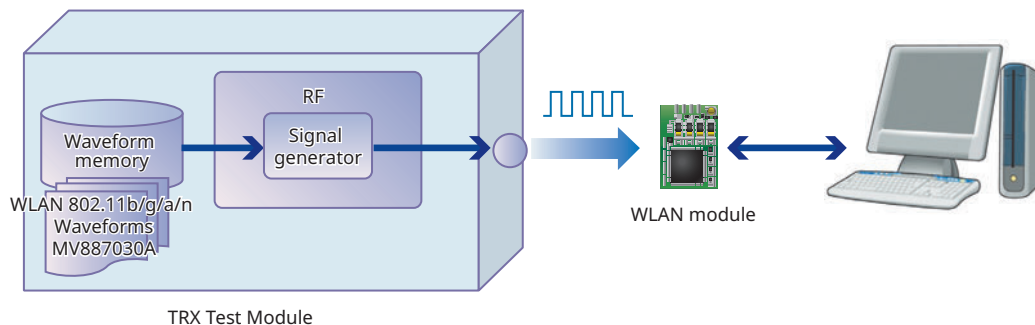 RF
Waveform
memory
Signal
generator
WLAN 802.11b/g/a/n
Waveforms
MV887030A
WLAN module
TRX Test Module